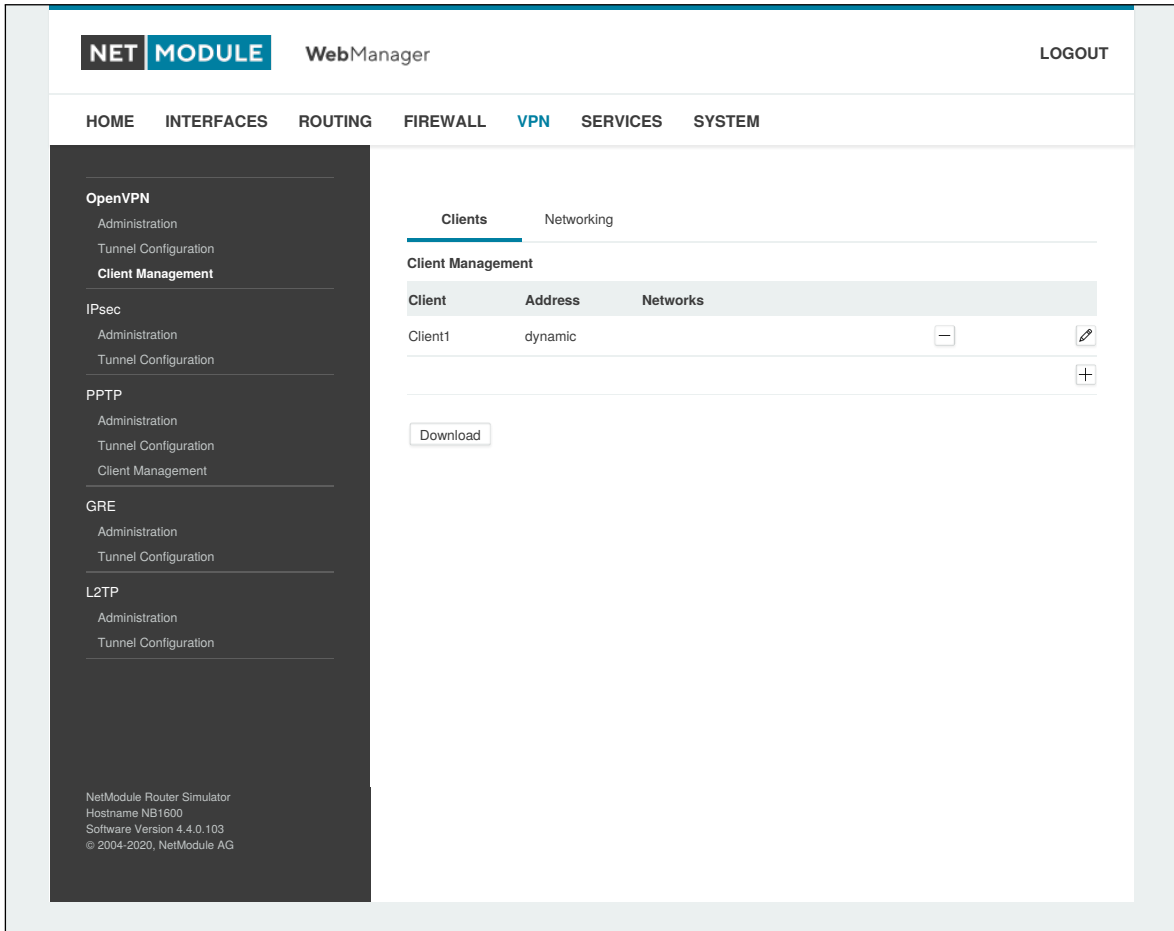 NET MODULE WebManager LOGOUT
HOME INTERFACES ROUTING FIREWALL VPN SERVICES SYSTEM
OpenVPN
Administration
Tunnel Configuration
Client Management
IPsec
Administration
Tunnel Configuration
PPTP
Administration
Tunnel Configuration
Client Management
GRE
Administration
Tunnel Configuration
L2TP
Administration
Tunnel Configuration
NetModule Router Simulator
Hostname NB1600
Software Version 4.4.0.103
© 2004-2020, NetModule AG
Clients Networking
Client Management
Client Address Networks
Client1 dynamic
Download